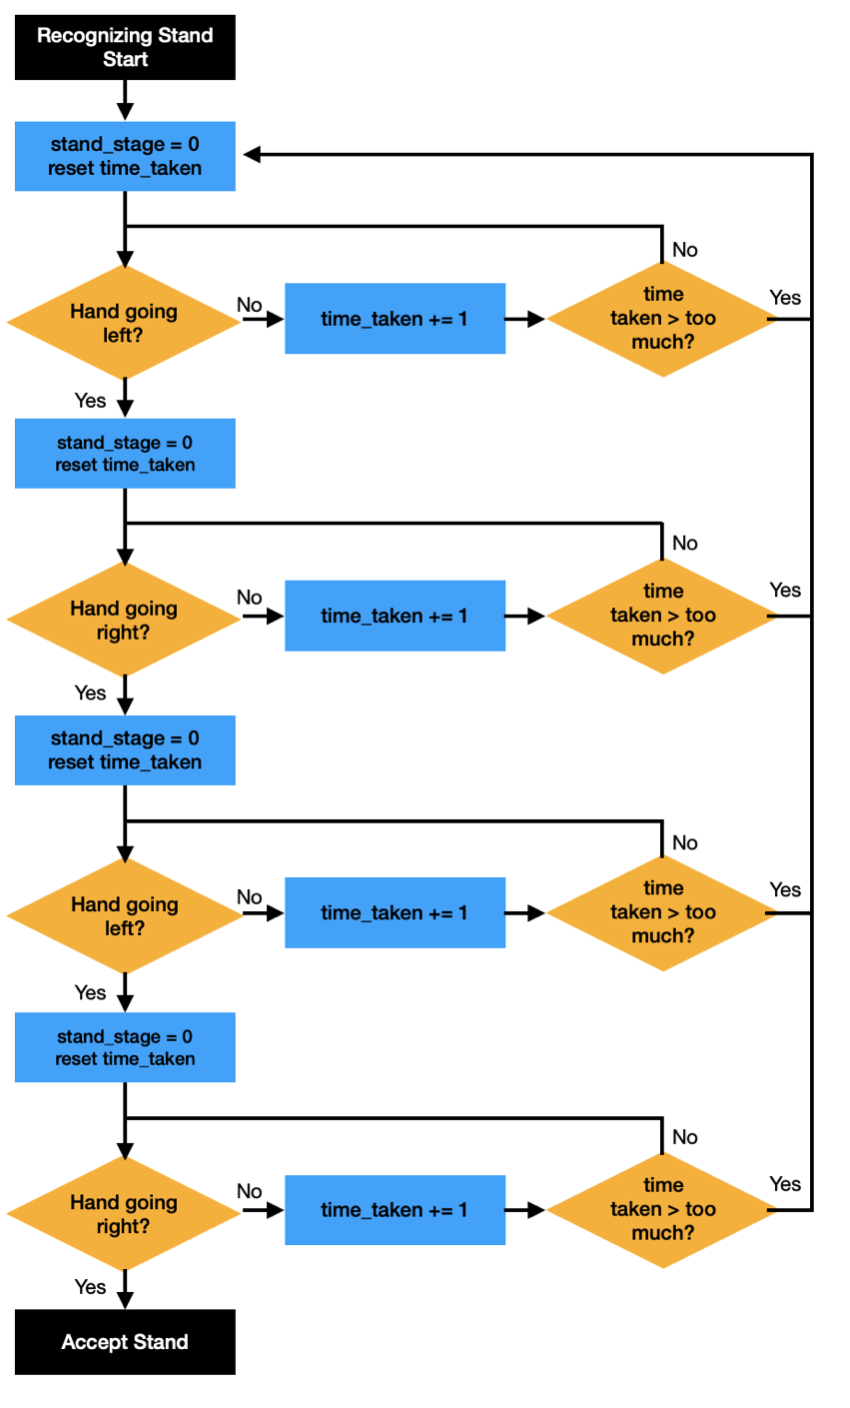 Recognizing Stand
Start
stand_stage = 0
reset time_taken
Hand going
left?
No
time_taken += 1
time
taken > too
much?
No
Yes
Yes
stand_stage = 0
reset time_taken
Hand going
right?
No
time_taken += 1
time
taken > too
much?
No
Yes
Yes
stand_stage = 0
reset time_taken
Hand going
left?
No
time_taken += 1
time
taken > too
much?
No
Yes
Yes
stand_stage = 0
reset time_taken
Hand going
right?
No
time_taken += 1
time
taken > too
much?
No
Yes
Yes
Accept Stand